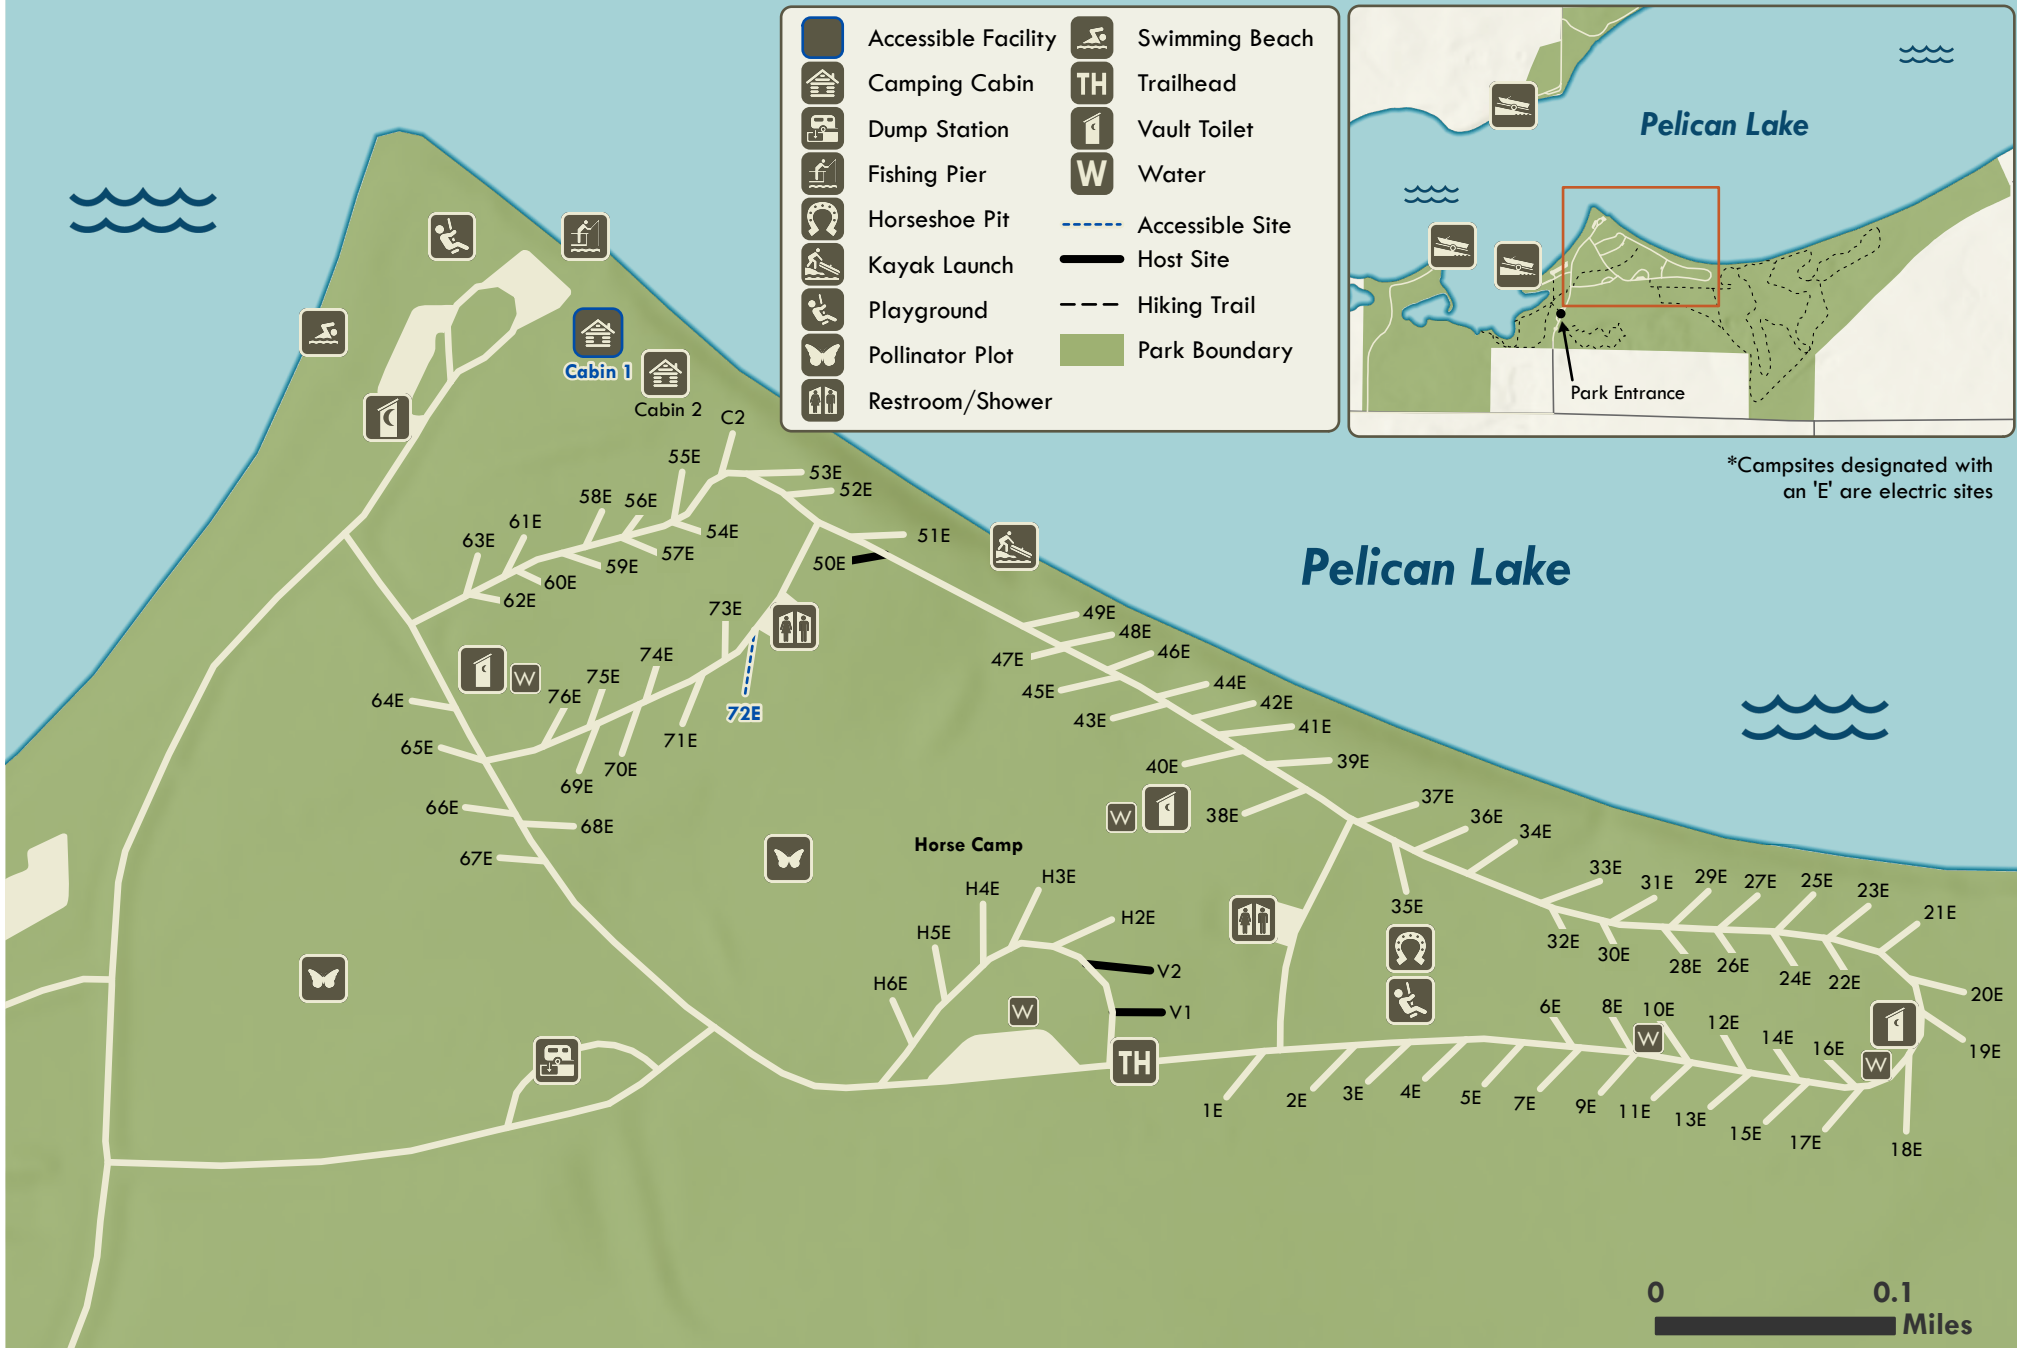 Accessible Facility
Camping Cabin
Dump Station
Fishing Pier
Horseshoe Pit
Kayak Launch
Playground
Pollinator Plot
Restroom/Shower
Swimming Beach
TH Trailhead
Vault Toilet
W Water
Accessible Site
Host Site
Hiking Trail
Park Boundary
Pelican Lake
Park Entrance
*Campsites designated with
an 'E' are electric sites
Cabin 1
Cabin 2
C2
55E
53E
52E
58E
56E
61E
54E
51E
63E
57E
50E
59E
60E
62E
Pelican Lake
73E
49E
48E
74E
47E
46E
W
75E
45E
44E
64E
76E
42E
72E
43E
41E
71E
65E
40E
39E
70E
69E
37E
66E
W
38E
36E
68E
34E
Horse Camp
67E
33E
H3E
31E
29E
27E
25E
23E
H4E
35E
H2E
21E
H5E
32E
30E
28E
26E
24E
22E
V2
H6E
20E
W
V1
6E
8E
10E
12E
14E
16E
W
19E
TH
W
1E
2E
3E
4E
5E
7E
9E
11E
13E
15E
17E
18E
0
0.1
Miles